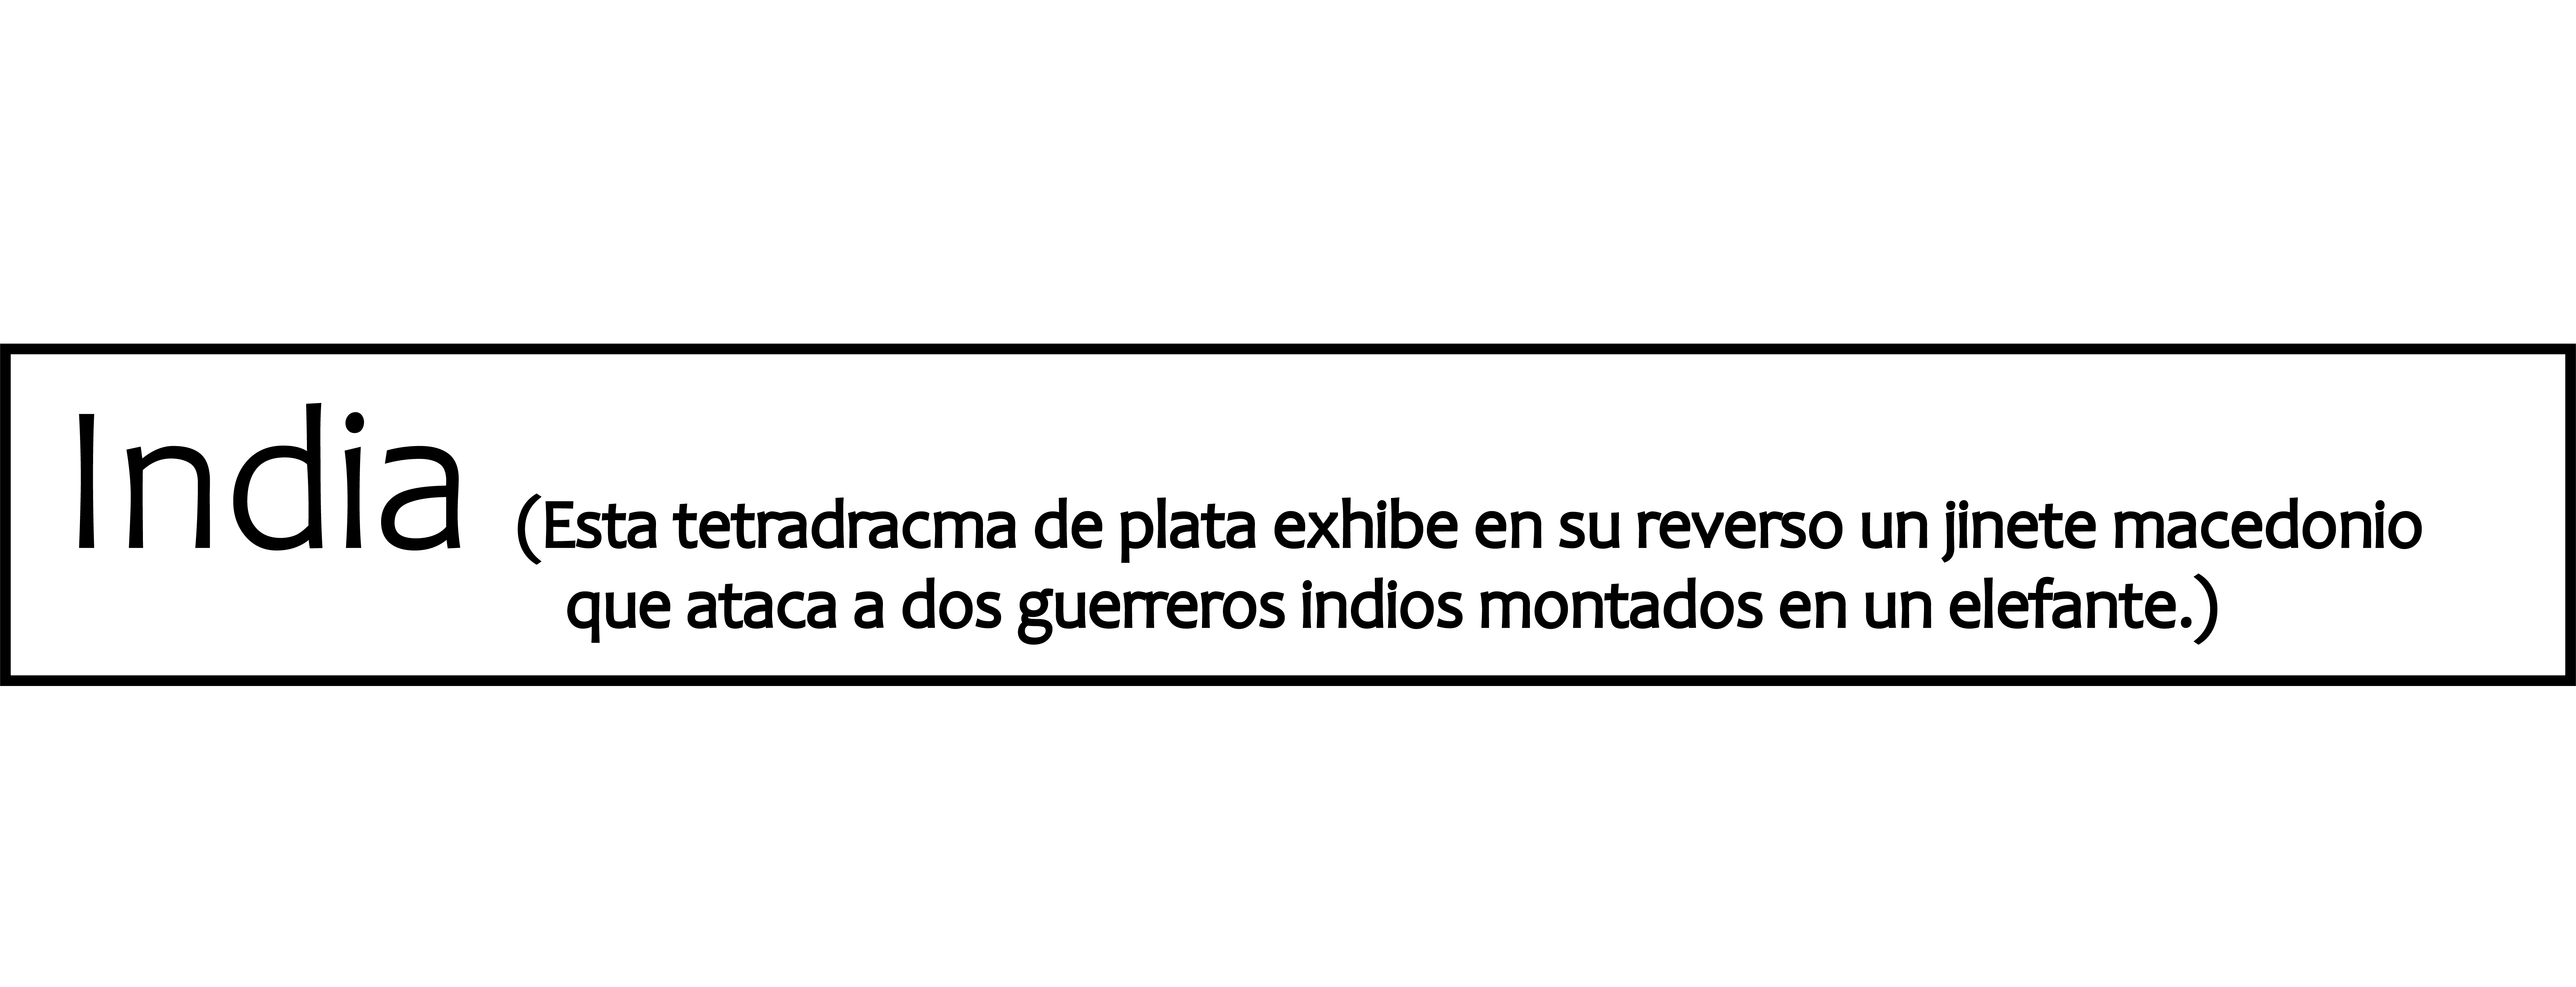 India (Esta tetradracma de plata exhibe en su reverso un jinete macedonio
que ataca a dos guerreros indios montados en un elefante.)